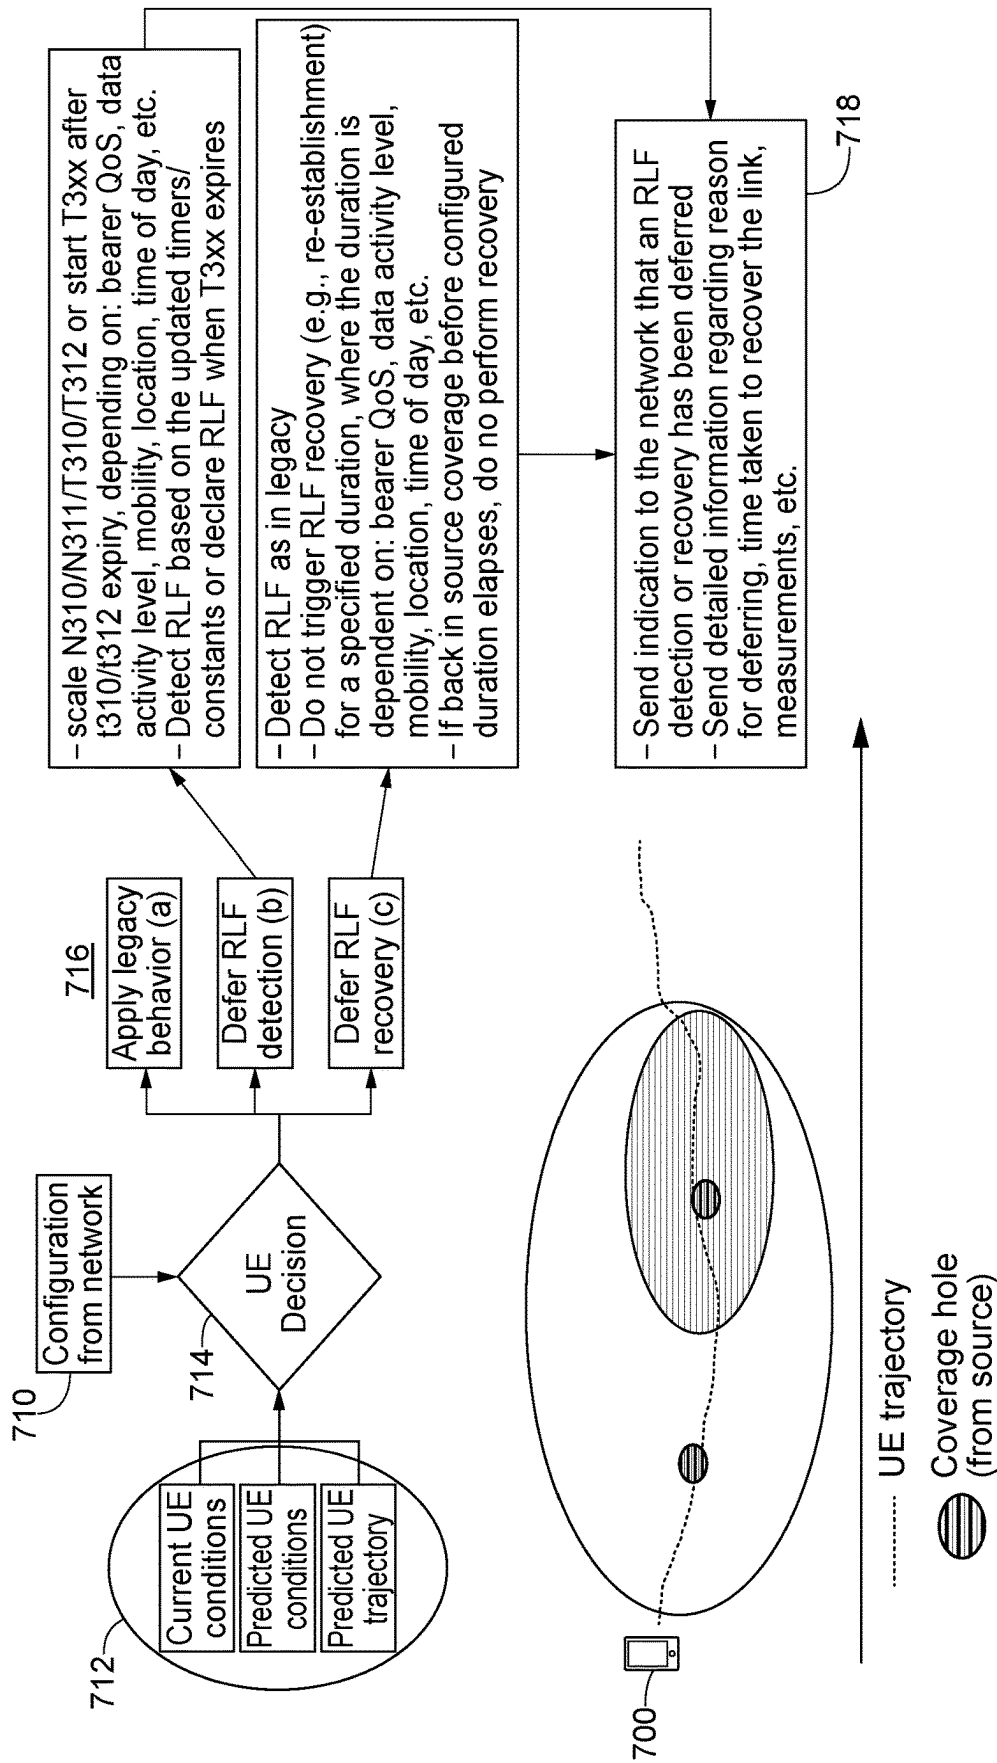 710
Configuration
from network
712
Current UE
conditions
Predicted UE
conditions
Predicted UE
trajectory
714
UE
Decision
716
Apply legacy
behavior (a)
Defer RLF
detection (b)
Defer RLF
recovery (c)
– scale N310/N311/T310/T312 or start T3xx after
t310/t312 expiry, depending on: bearer QoS, data
activity level, mobility, location, time of day, etc.
– Detect RLF based on the updated timers/
constants or declare RLF when T3xx expires
– Detect RLF as in legacy
– Do not trigger RLF recovery (e.g., re-establishment)
for a specified duration, where the duration is
dependent on: bearer QoS, data activity level,
mobility, location, time of day, etc.
– If back in source coverage before configured
duration elapses, do no perform recovery
– Send indication to the network that an RLF
detection or recovery has been deferred
– Send detailed information regarding reason
for deferring, time taken to recover the link,
measurements, etc.
718
700
UE trajectory
Coverage hole
(from source)